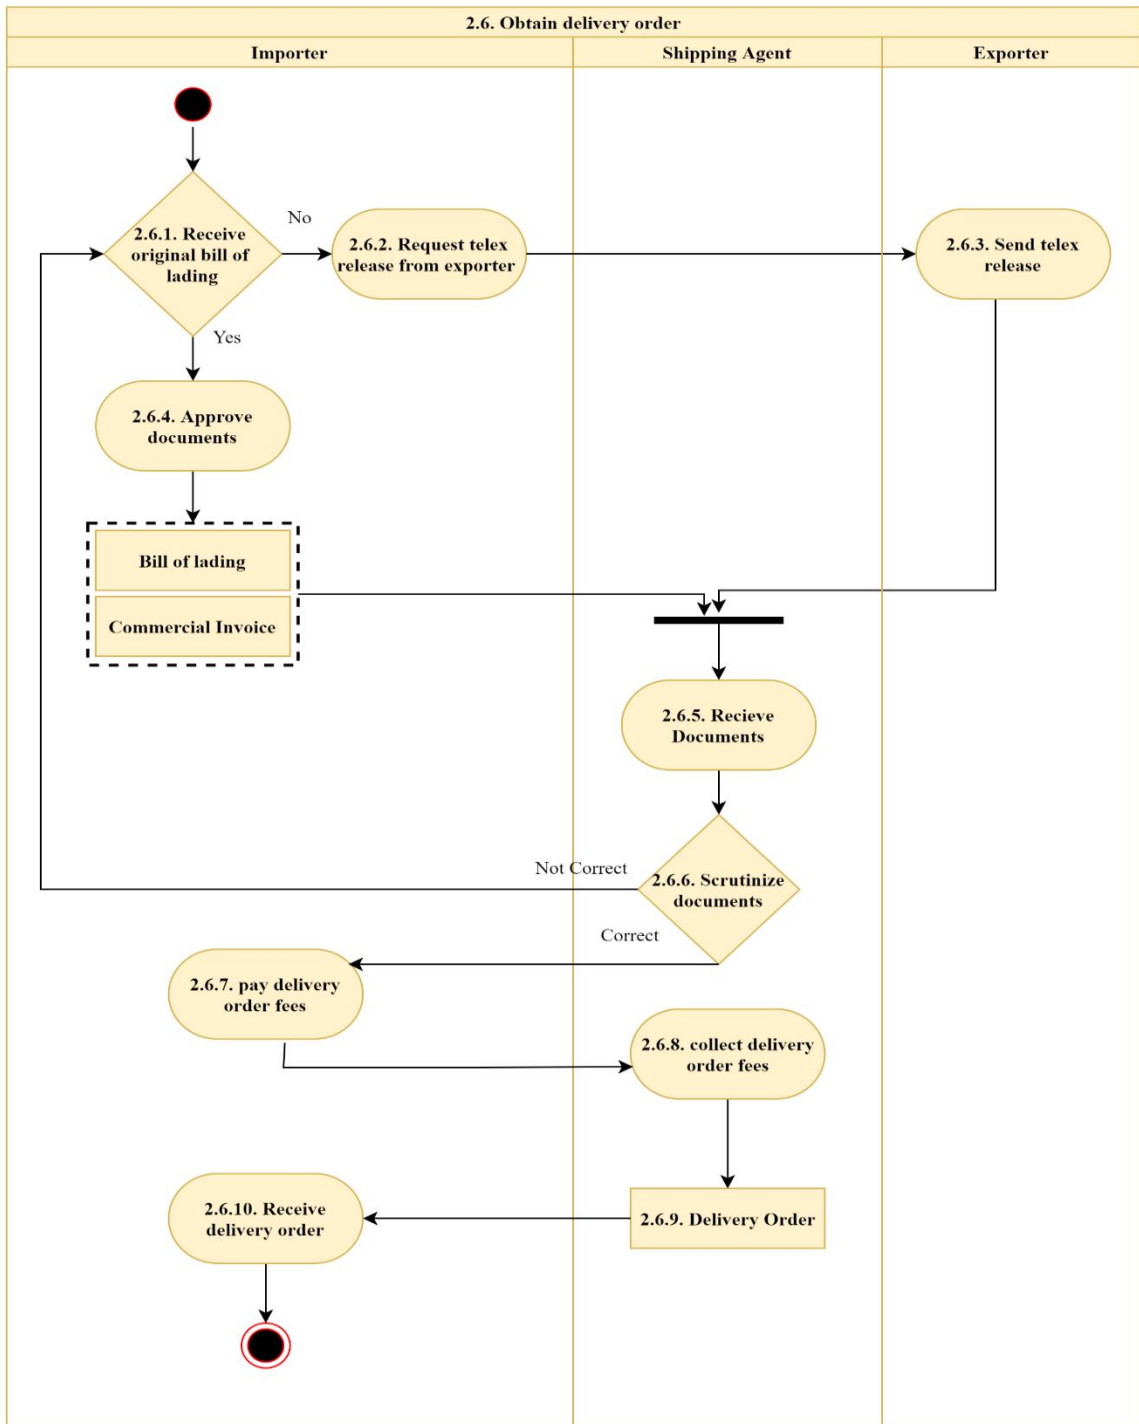 2.6. Obtain delivery order
Importer
Shipping Agent
Exporter
2.6.1. Receive
original bill of
lading
No
2.6.2. Request telex
release from exporter
2.6.3. Send telex
release
Yes
2.6.4. Approve
documents
Bill of lading
Commercial Invoice
2.6.5. Recieve
Documents
Not Correct
2.6.6. Scrutinize
documents
Correct
2.6.7. pay delivery
order fees
2.6.8. collect delivery
order fees
2.6.10. Receive
delivery order
2.6.9. Delivery Order